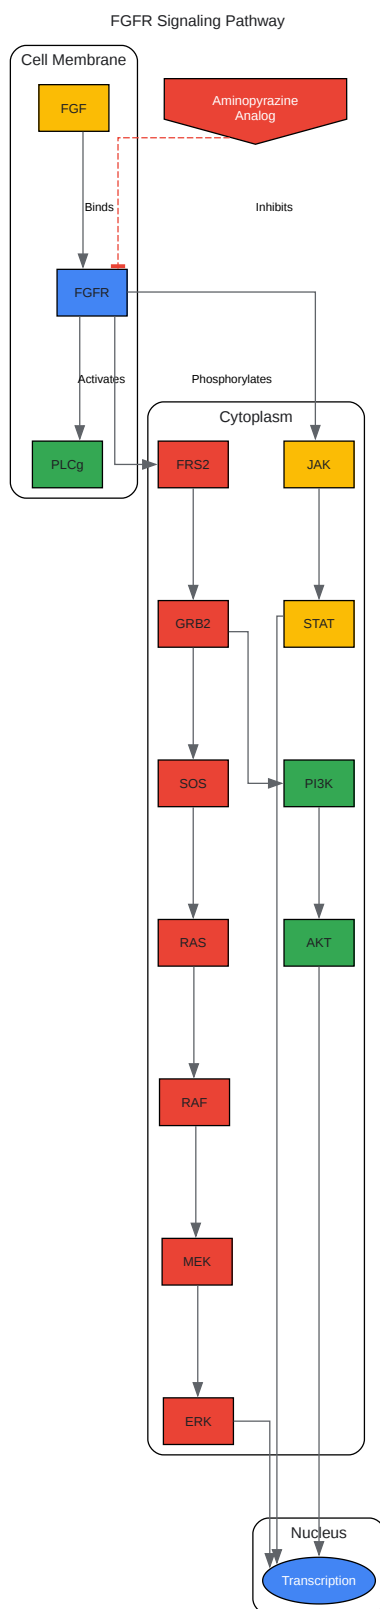 FGFR Signaling Pathway
Cell Membrane
FGF
Aminopyrazine
Analog
Binds
Inhibits
FGFR
Activates
Phosphorylates
Cytoplasm
PLCg
FRS2
JAK
GRB2
STAT
SOS
PI3K
RAS
AKT
RAF
MEK
ERK
Nucleus
Transcription